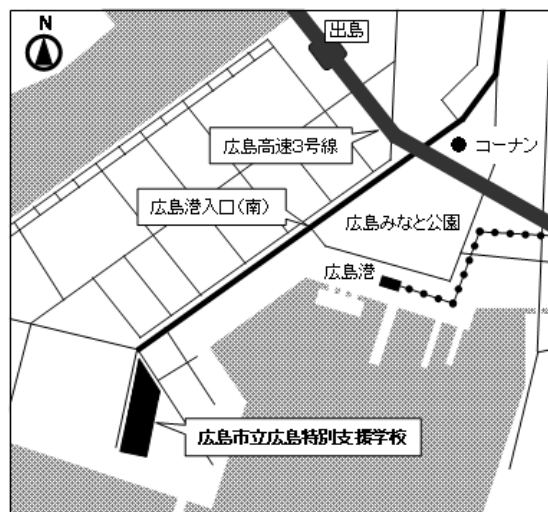 N
出島
広島高速3号線
コーナン
広島港入口(南)
広島みなと公園
広島港
広島市立広島特別支援学校